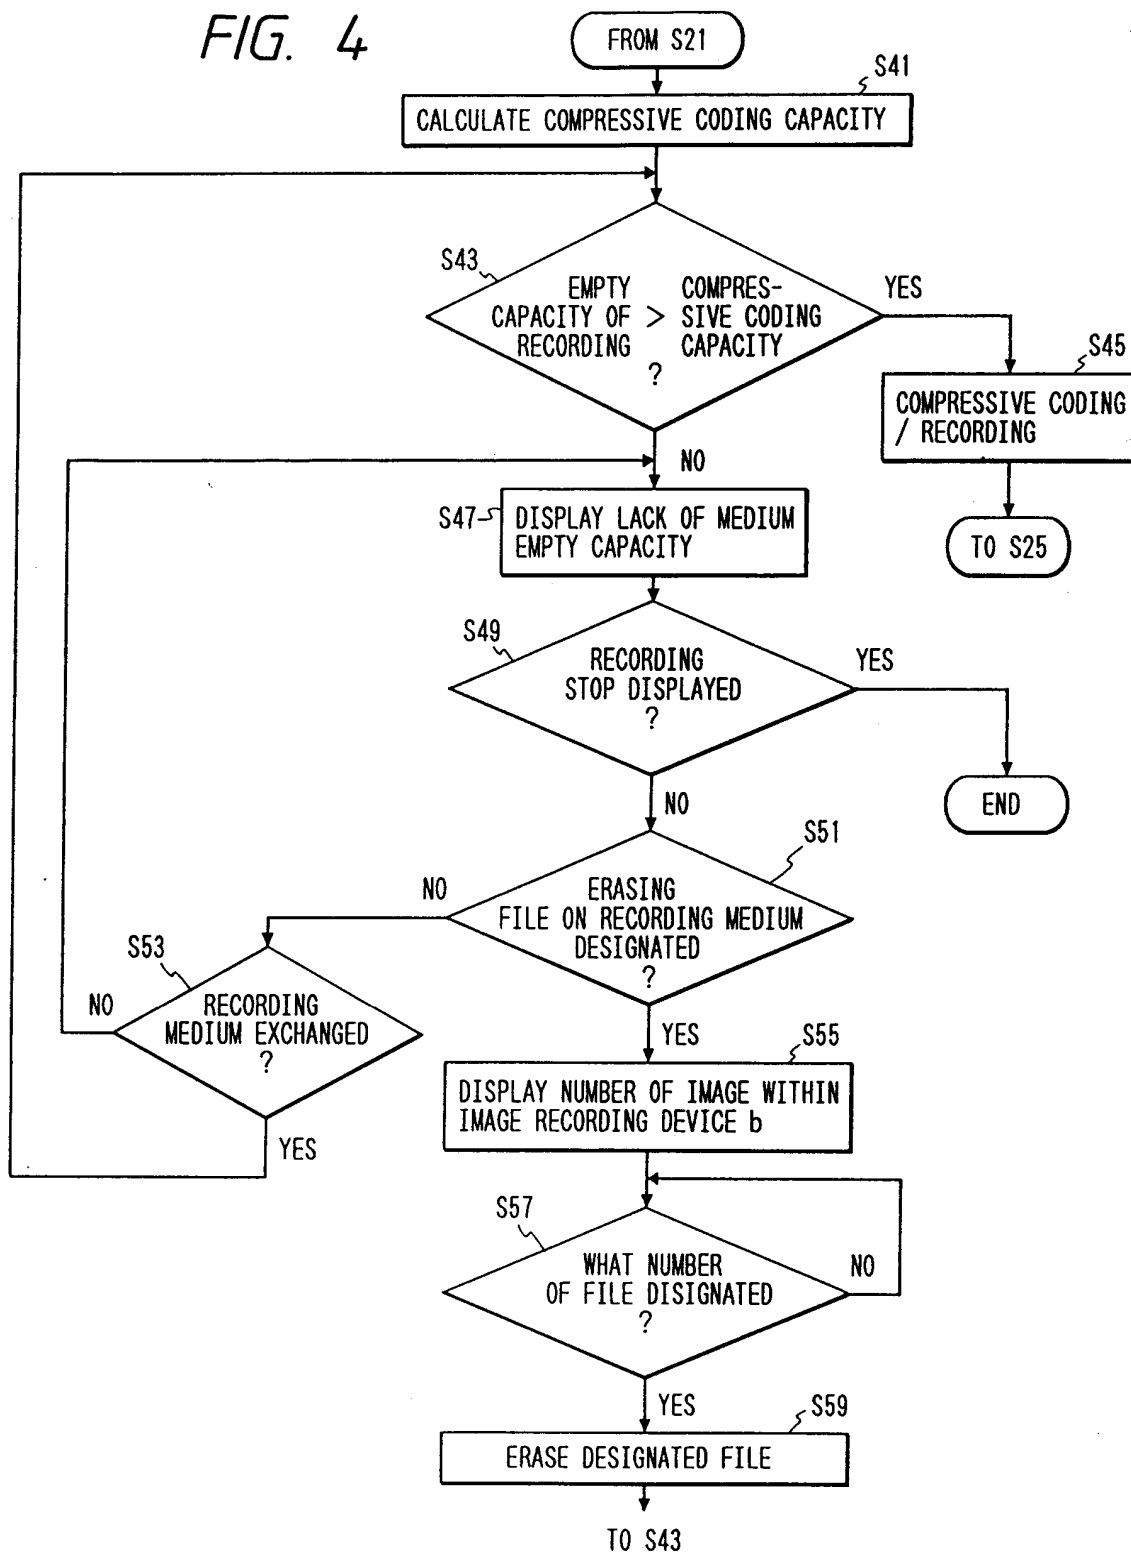 FIG. 4
FROM S21
S41
CALCULATE COMPRESSIVE CODING CAPACITY
S43
EMPTY
CAPACITY OF
RECORDING
>
COMPRES-
SIVE CODING
CAPACITY
?
YES
S45
COMPRESSIVE CODING
/ RECORDING
TO S25
NO
S47
DISPLAY LACK OF MEDIUM
EMPTY CAPACITY
S49
RECORDING
STOP DISPLAYED
?
YES
END
NO
S51
ERASING
FILE ON RECORDING MEDIUM
DESIGNATED
?
NO
S53
RECORDING
MEDIUM EXCHANGED
?
NO
YES
YES
S55
DISPLAY NUMBER OF IMAGE WITHIN
IMAGE RECORDING DEVICE b
S57
WHAT NUMBER
OF FILE DISIGNATED
?
NO
YES
S59
ERASE DESIGNATED FILE
TO S43